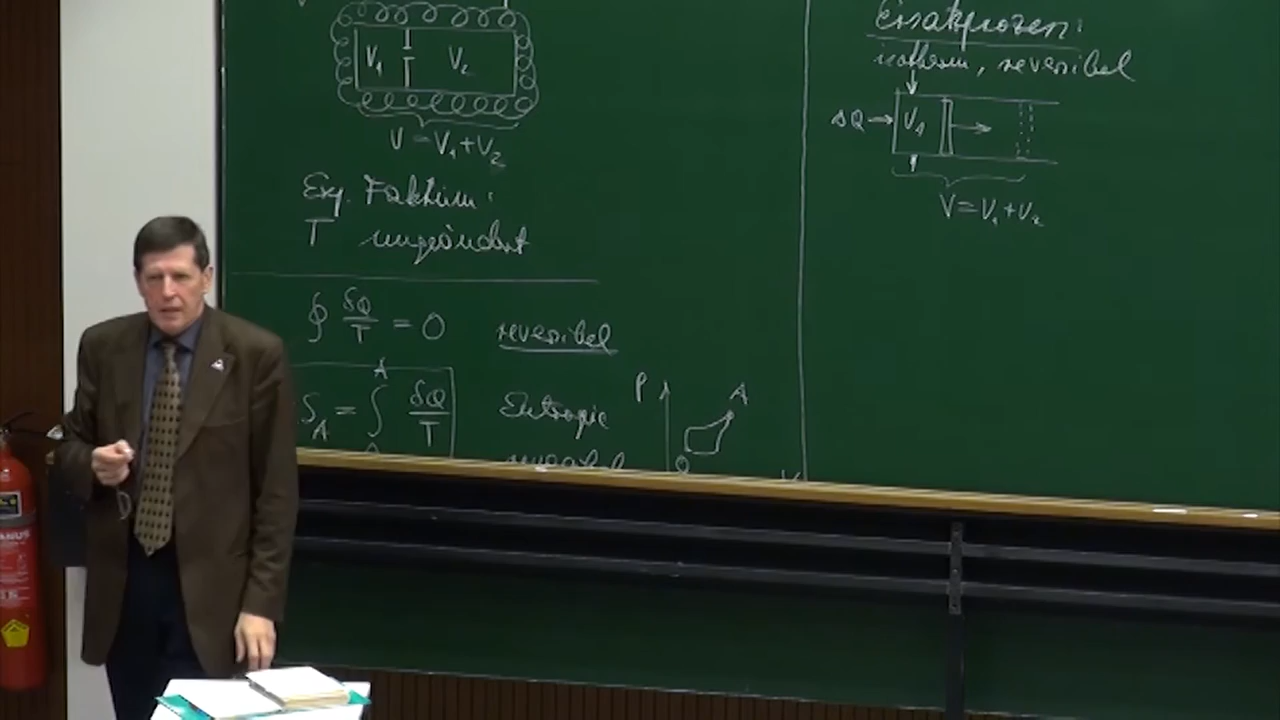 V₁ V₂
V = V₁ + V₂
Exp. Faktum:
T ungeändert
∮ δQ/T = 0 reversibel
S_A = ∫₀^A δQ/T Entropie
P A
0
Ersatzprozeß:
isotherm, reversibel
ΔQ → V₁
V = V₁ + V₂